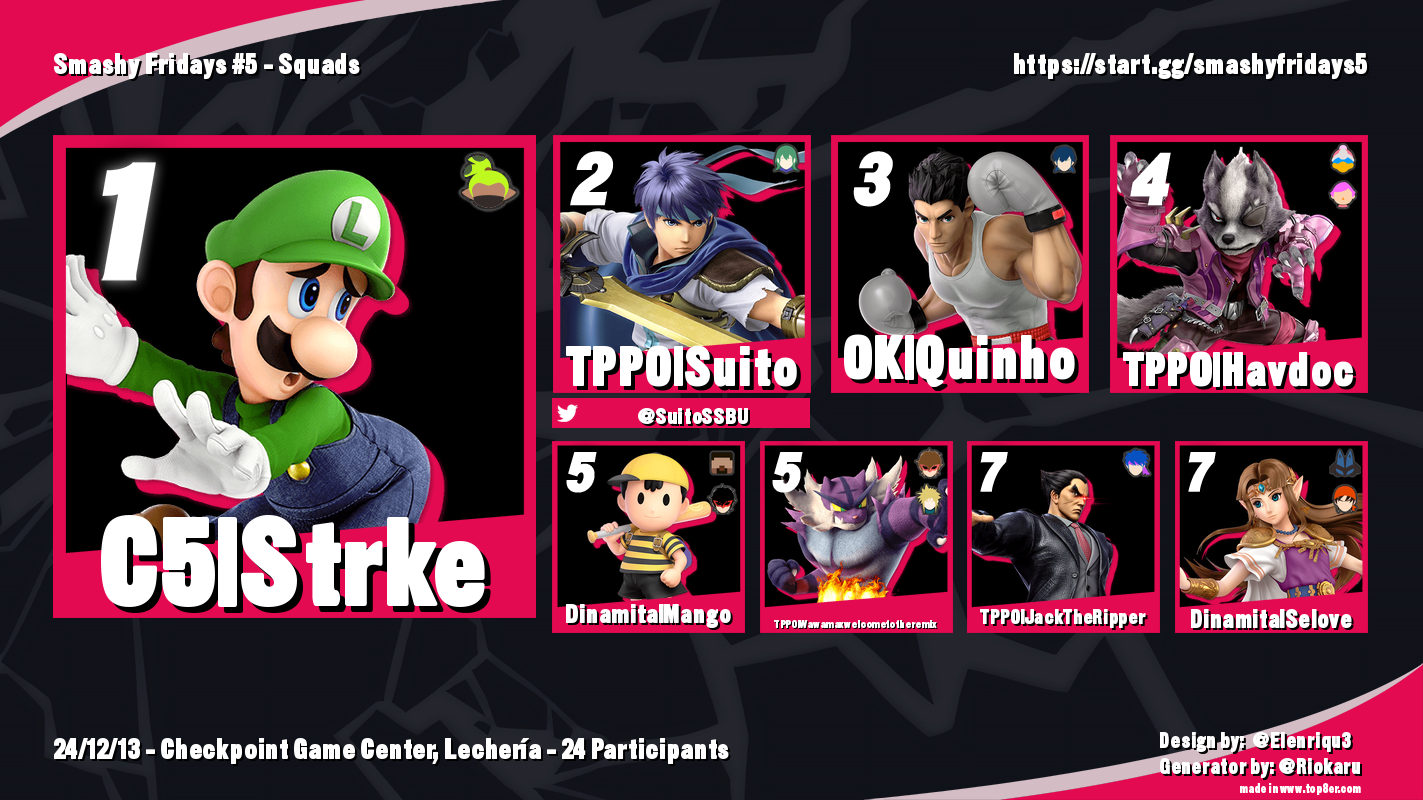 Smashy Fridays #5 - Squads
https://start.gg/smashyfridays5
1
L
C5|Strke
2
TPPO|Suito
@SuitoSSBU
3
OK|Quinho
4
TPPO|Havdoc
5
Dinamita|Mango
5
TPPO|Wawamaxwelcometotheremix
7
TPPO|JackTheRipper
7
Dinamita|Selove
24/12/13 - Checkpoint Game Center, Lechería - 24 Participants
Design by: @Elenriqu3
Generator by: @Riokaru
made in www.top8er.com